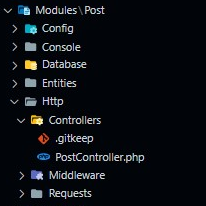 Modules\Post
Config
Console
Database
Entities
Http
Controllers
.gitkeep
PostController.php
Middleware
Requests